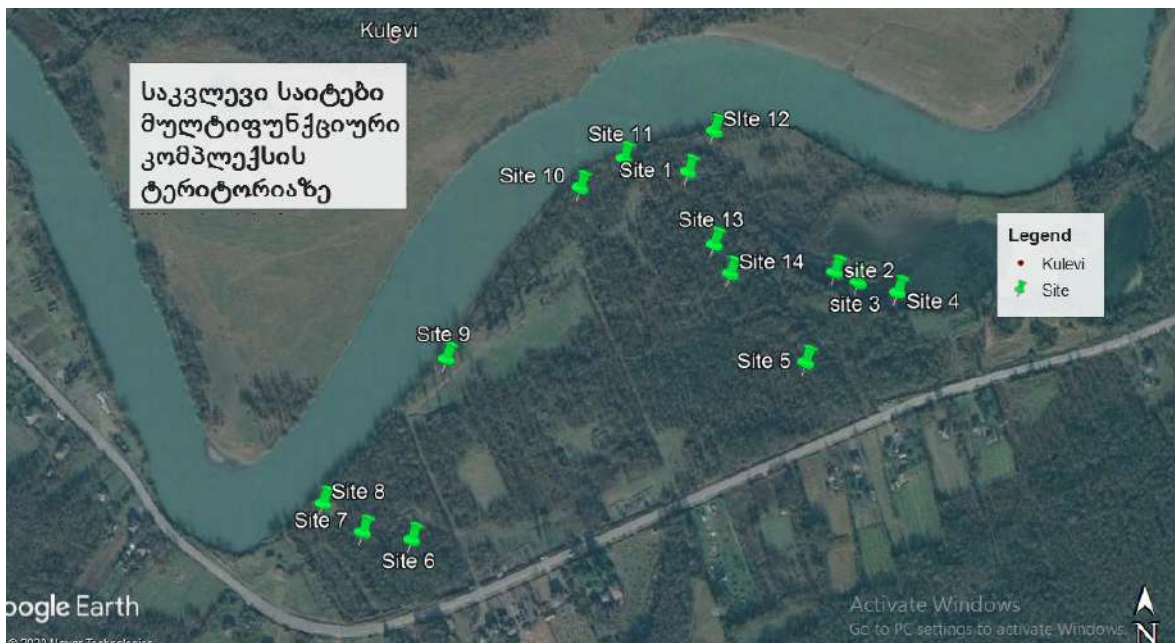 Kulevi
საკვლევი საიტები
მულტიფუნქციური
კომპლექსის
ტერიტორიაზე
SIte 12
Site 11
Site 1
Site 10
Site 13
Site 14
site 2
site 3
Site 4
Site 5
Site 9
Site 8
Site 7
Site 6
Legend
Kulevi
Site
oogle Earth
Activate Windows
Go to PC settings to activate Windows.
N